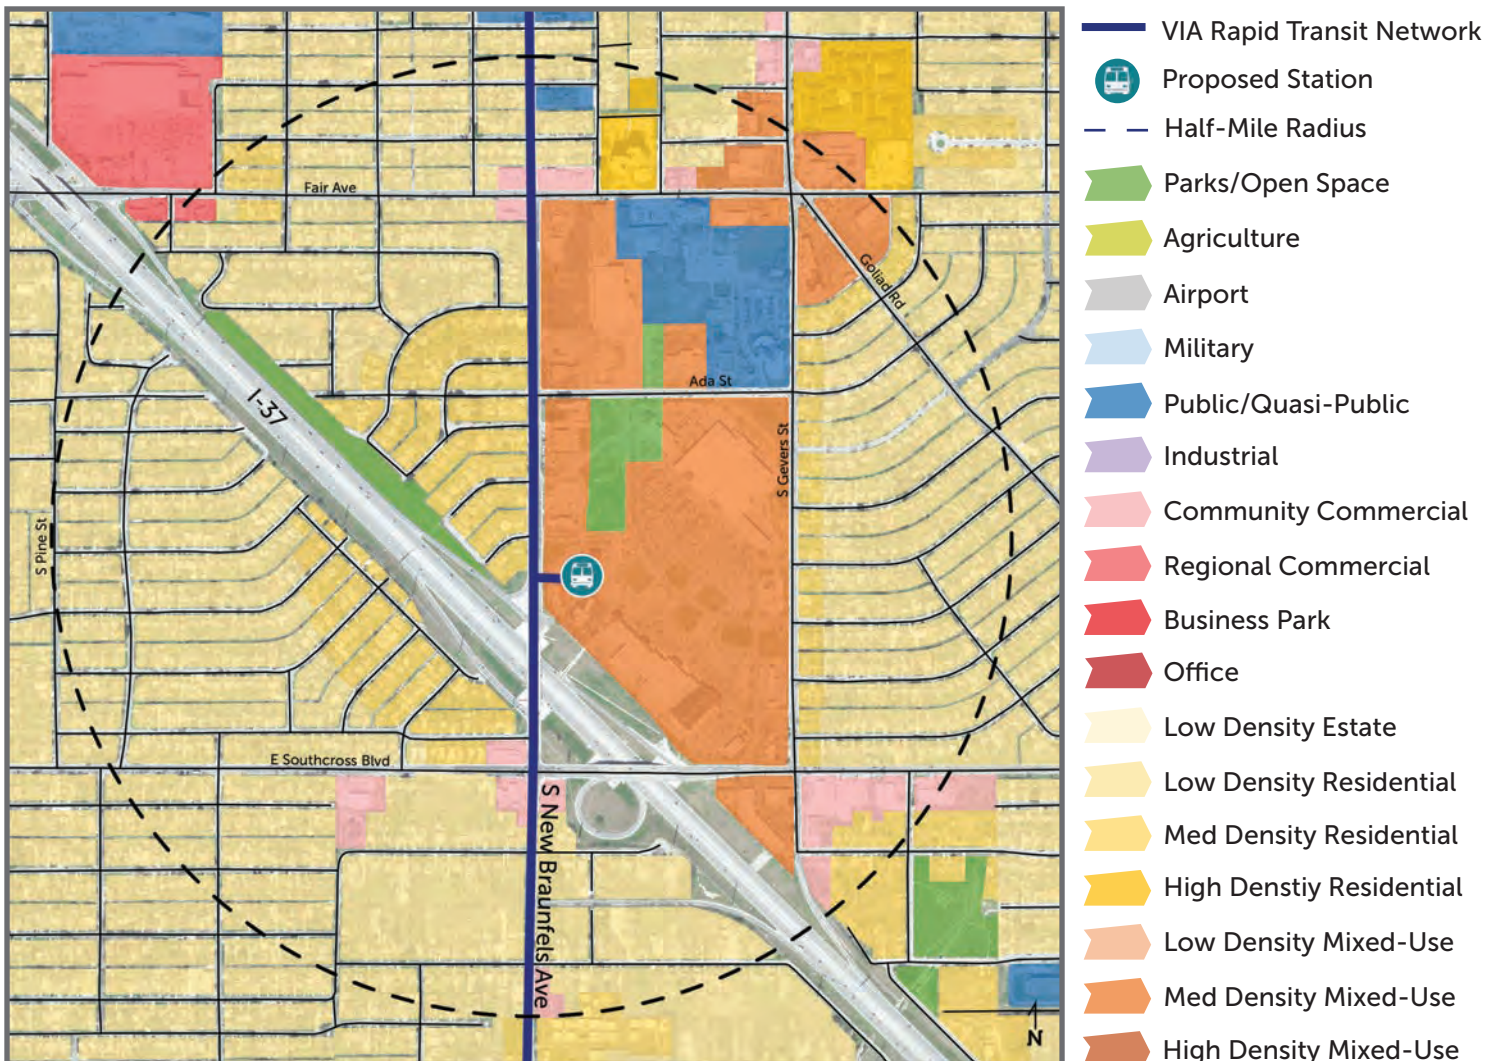 Fair Ave
Goliad Rd
I-37
Ada St
S Gevers St
S Pine St
E Southcross Blvd
S New Braunfels Ave
N
VIA Rapid Transit Network
Proposed Station
Half-Mile Radius
Parks/Open Space
Agriculture
Airport
Military
Public/Quasi-Public
Industrial
Community Commercial
Regional Commercial
Business Park
Office
Low Density Estate
Low Density Residential
Med Density Residential
High Denstiy Residential
Low Density Mixed-Use
Med Density Mixed-Use
High Density Mixed-Use